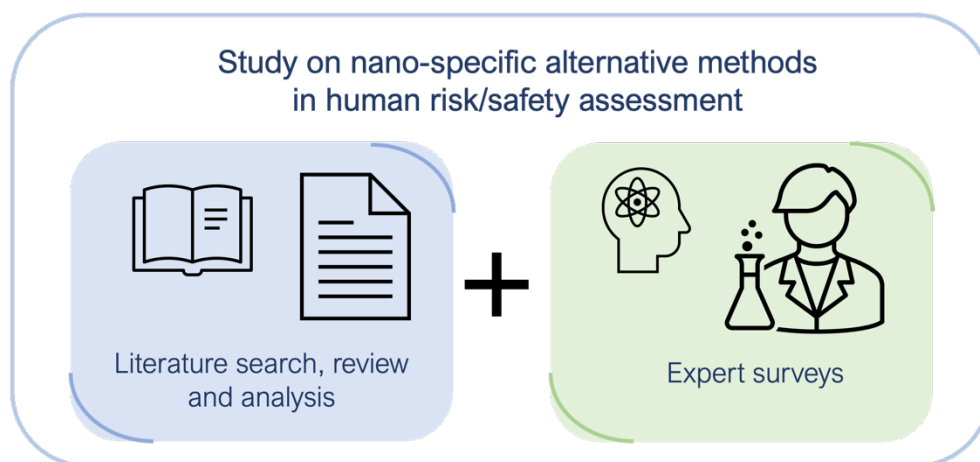 Study on nano-specific alternative methods
in human risk/safety assessment
Literature search, review
and analysis
Expert surveys